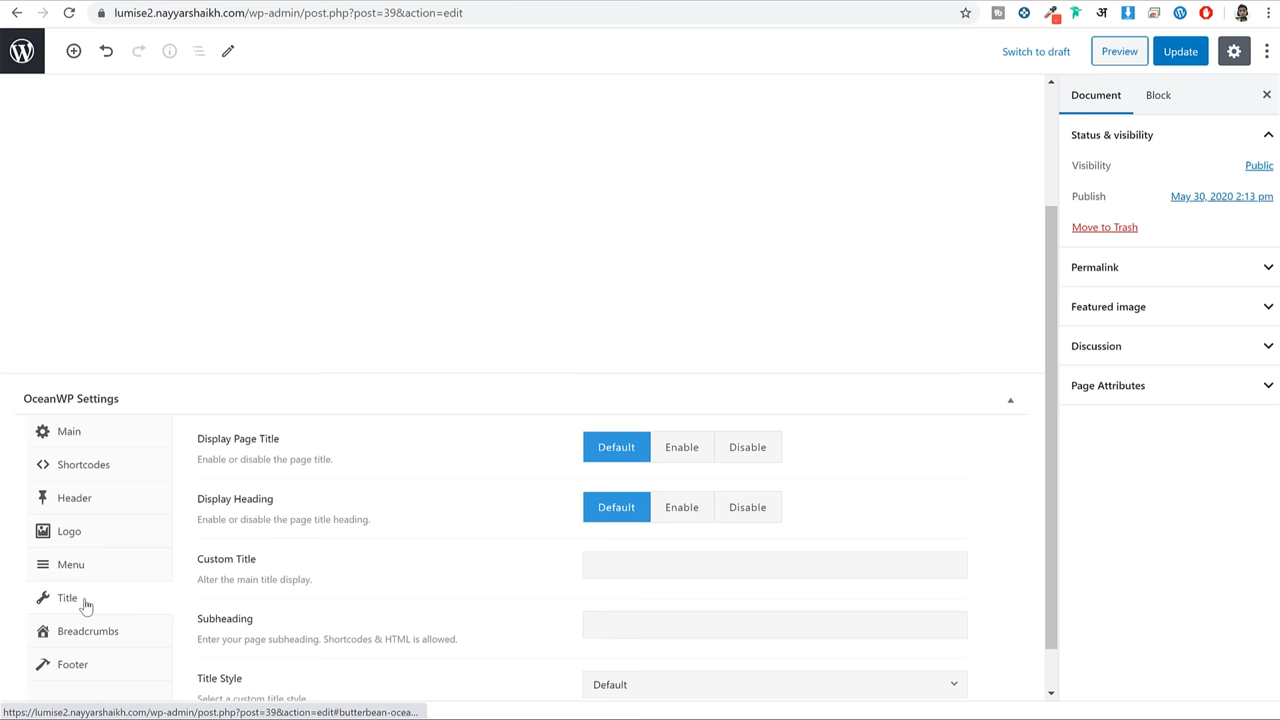 lumise2.nayyarshaikh.com/wp-admin/post.php?post=39&action=edit
Switch to draft
Preview
Update
Document
Block
Status & visibility
Visibility
Public
Publish
May 30, 2020 2:13 pm
Move to Trash
Permalink
Featured image
Discussion
Page Attributes
OceanWP Settings
Main
Shortcodes
Header
Logo
Menu
Title
Breadcrumbs
Footer
Display Page Title
Enable or disable the page title.
Default
Enable
Disable
Display Heading
Enable or disable the page title heading.
Default
Enable
Disable
Custom Title
Alter the main title display.
Subheading
Enter your page subheading. Shortcodes & HTML is allowed.
Title Style
Select a custom title style
Default
https://lumise2.nayyarshaikh.com/wp-admin/post.php?post=39&action=edit#butterbean-ocea...